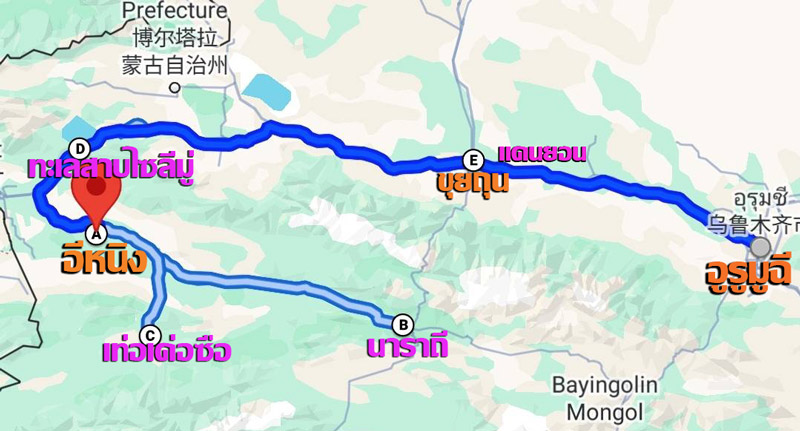 Prefecture
博尔塔拉
蒙古自治州
D
ทะเลสาบไซลีมู่
E
แคนยอน
ขุยถุน
อุรุมชี
乌鲁木齐市
A
อีหนิง
อูรูมูฉี
B
C
นาราถี
เท่อเค่อซือ
Bayingolin
Mongol